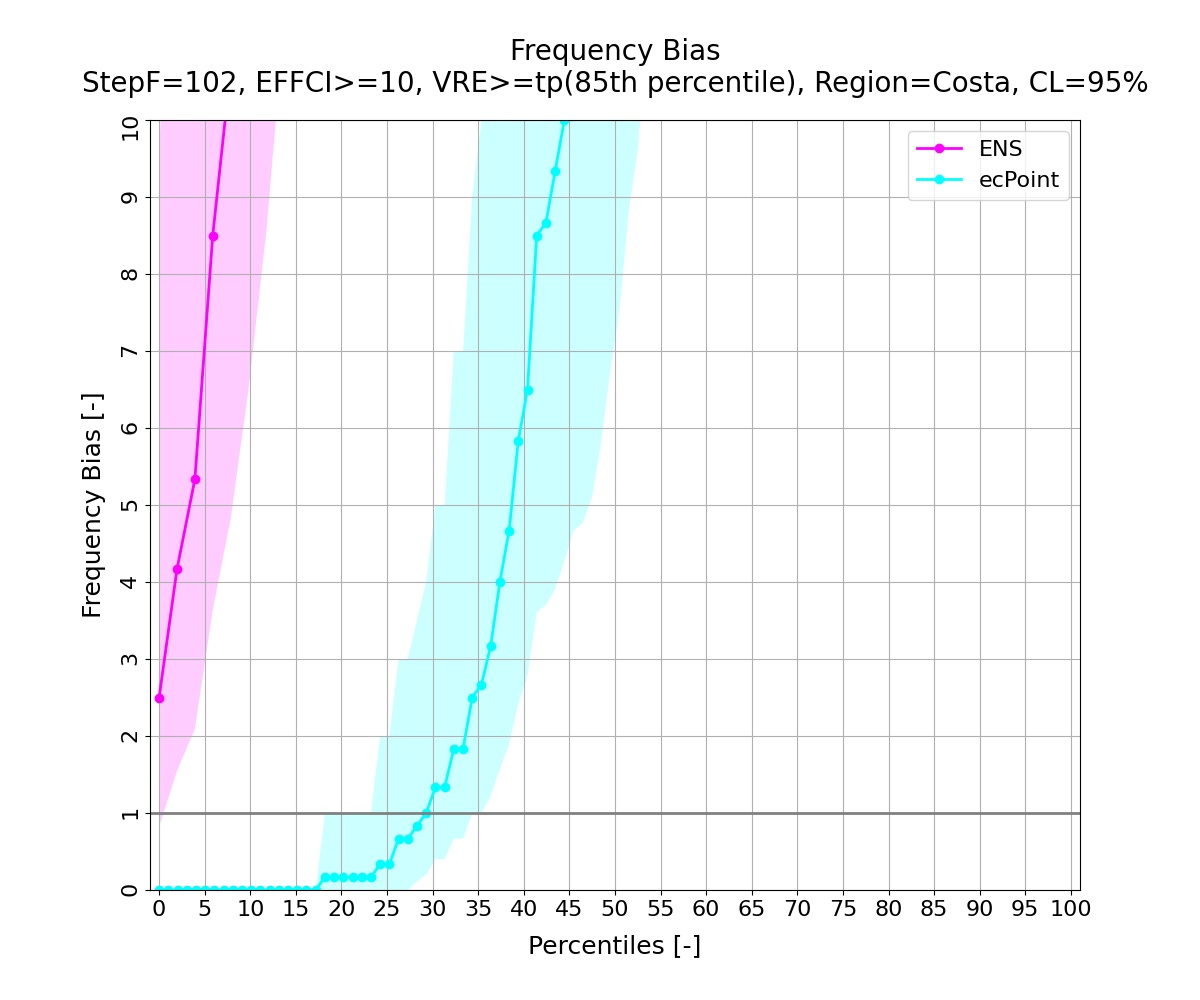 Frequency Bias
StepF=102, EFFCI>=10, VRE>=tp(85th percentile), Region=Costa, CL=95%
ENS
ecPoint
10
9
8
7
6
5
4
3
2
1
0
Frequency Bias [-]
0 5 10 15 20 25 30 35 40 45 50 55 60 65 70 75 80 85 90 95 100
Percentiles [-]